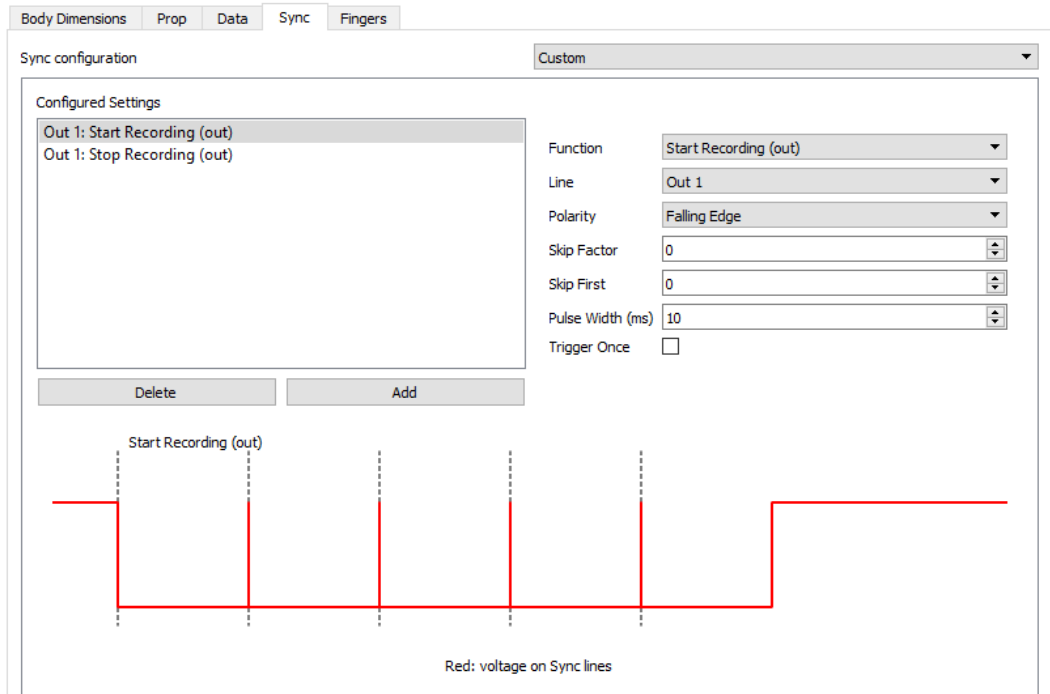 Body Dimensions Prop Data Sync Fingers
Sync configuration Custom
Configured Settings
Out 1: Start Recording (out)
Out 1: Stop Recording (out)
Function Start Recording (out)
Line Out 1
Polarity Falling Edge
Skip Factor 0
Skip First 0
Pulse Width (ms) 10
Trigger Once
Delete Add
Start Recording (out)
Red: voltage on Sync lines